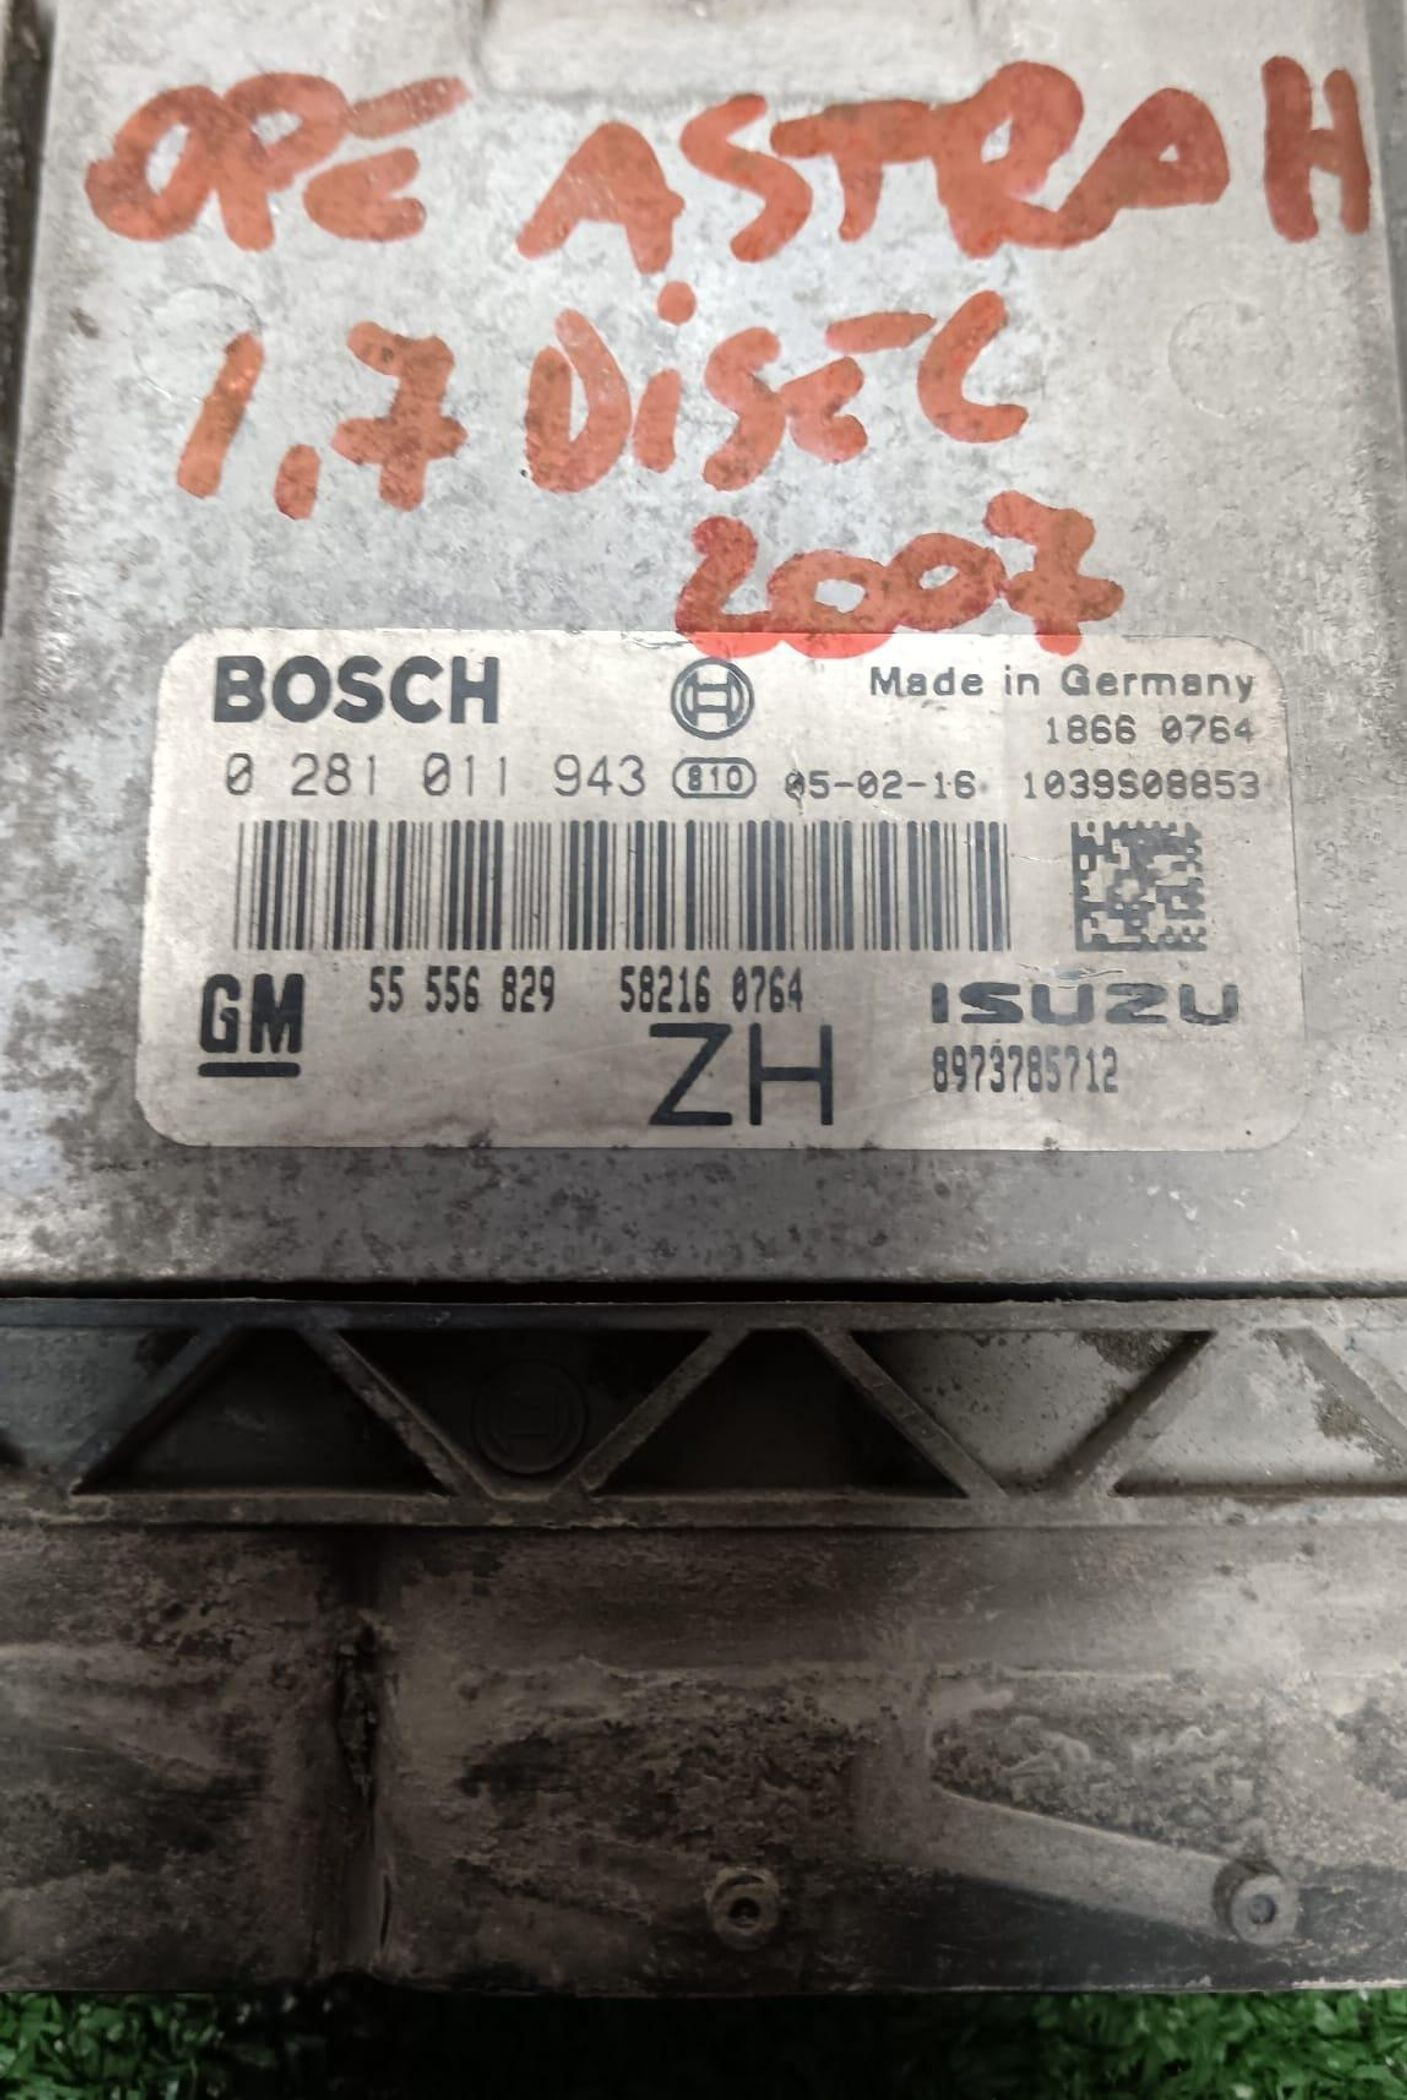 OPE ASTRA H
1,7 DiSEL
2007
BOSCH Made in Germany
1866 0764
0 281 011 943 810 05-02-16 1039S08853
GM 55 556 829 58216 0764 ISUZU
ZH 8973785712